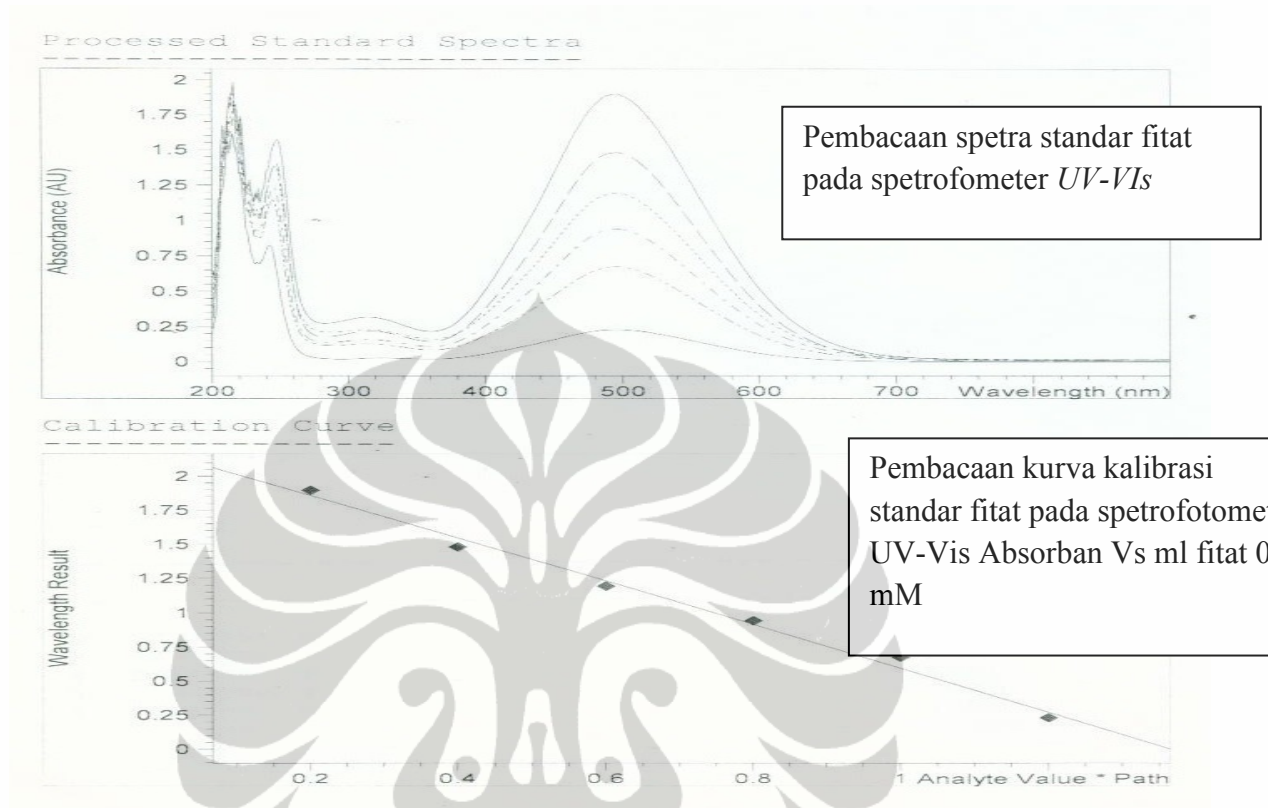 Processed Standard Spectra
Absorbance (AU)
2
1.75
1.5
1.25
1
0.75
0.5
0.25
0
200 300 400 500 600 700 Wavelength (nm)
Pembacaan spetra standar fitat
pada spetrofometer UV-VIs
Calibration Curve
Wavelength Result
2
1.75
1.5
1.25
1
0.75
0.5
0.25
0
0.2 0.4 0.6 0.8 1 Analyte Value * Path
Pembacaan kurva kalibrasi
standar fitat pada
UV-Vis Absorban Vs ml fitat
mM